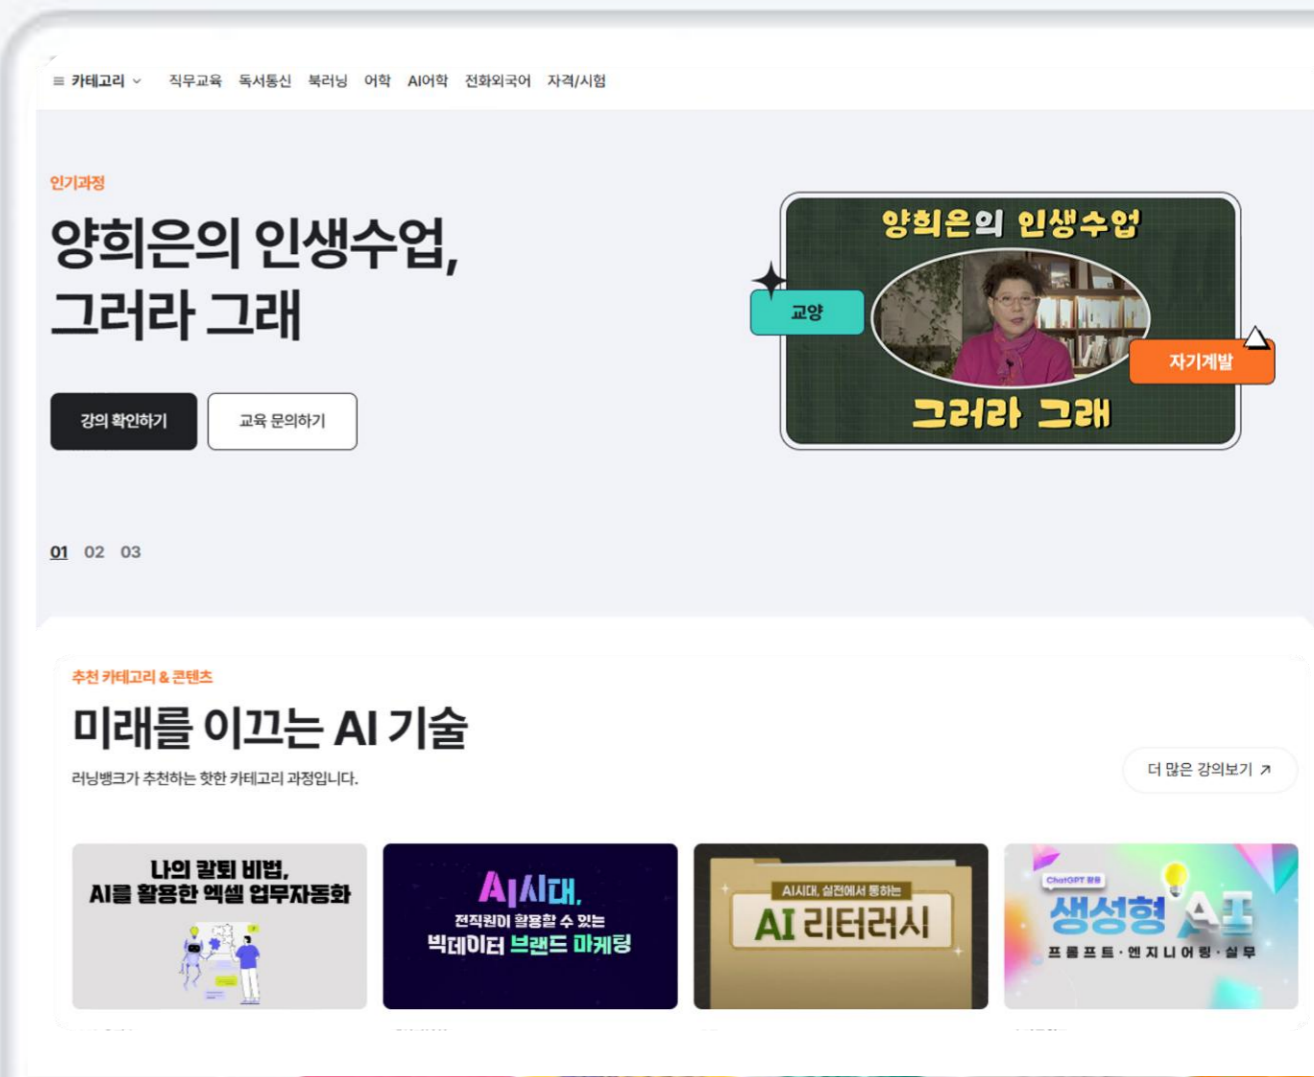 카테고리 직무교육 독서통신 북러닝 어학 AI어학 전화외국어 자격/시험
인기과정
양희은의 인생수업,
그러라 그래
강의 확인하기 교육 문의하기
01 02 03
양희은의 인생수업
교양
자기계발
그러라 그래
추천 카테고리 & 콘텐츠
미래를 이끄는 AI 기술
러닝뱅크가 추천하는 핫한 카테고리 과정입니다.
더 많은 강의보기
나의 칼퇴 비법,
AI를 활용한 엑셀 업무자동화
AI시대,
전직원이 활용할 수 있는
빅데이터 브랜드 마케팅
AI시대, 실전에서 통하는
AI 리터러시
ChatGPT 활용
생성형 AI
프롬프트·엔지니어링·실무